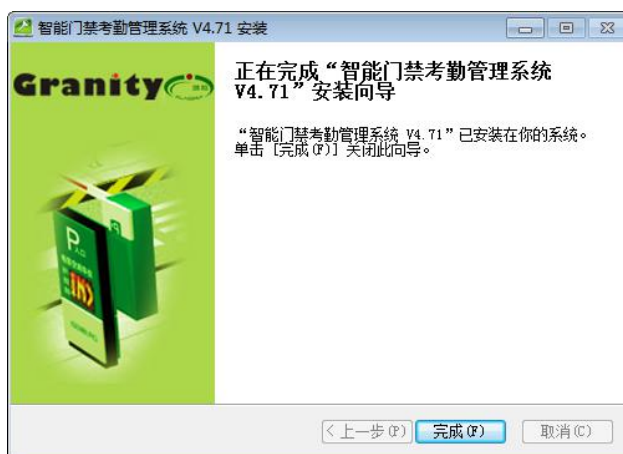 智能门禁考勤管理系统 V4.71 安装
Granity
正在完成“智能门禁考勤管理系统
V4.71”安装向导
“智能门禁考勤管理系统 V4.71”已安装在你的系统。
单击 [完成(F)] 关闭此向导。
P
入口
<上一步(P)
完成(F)
取消(C)